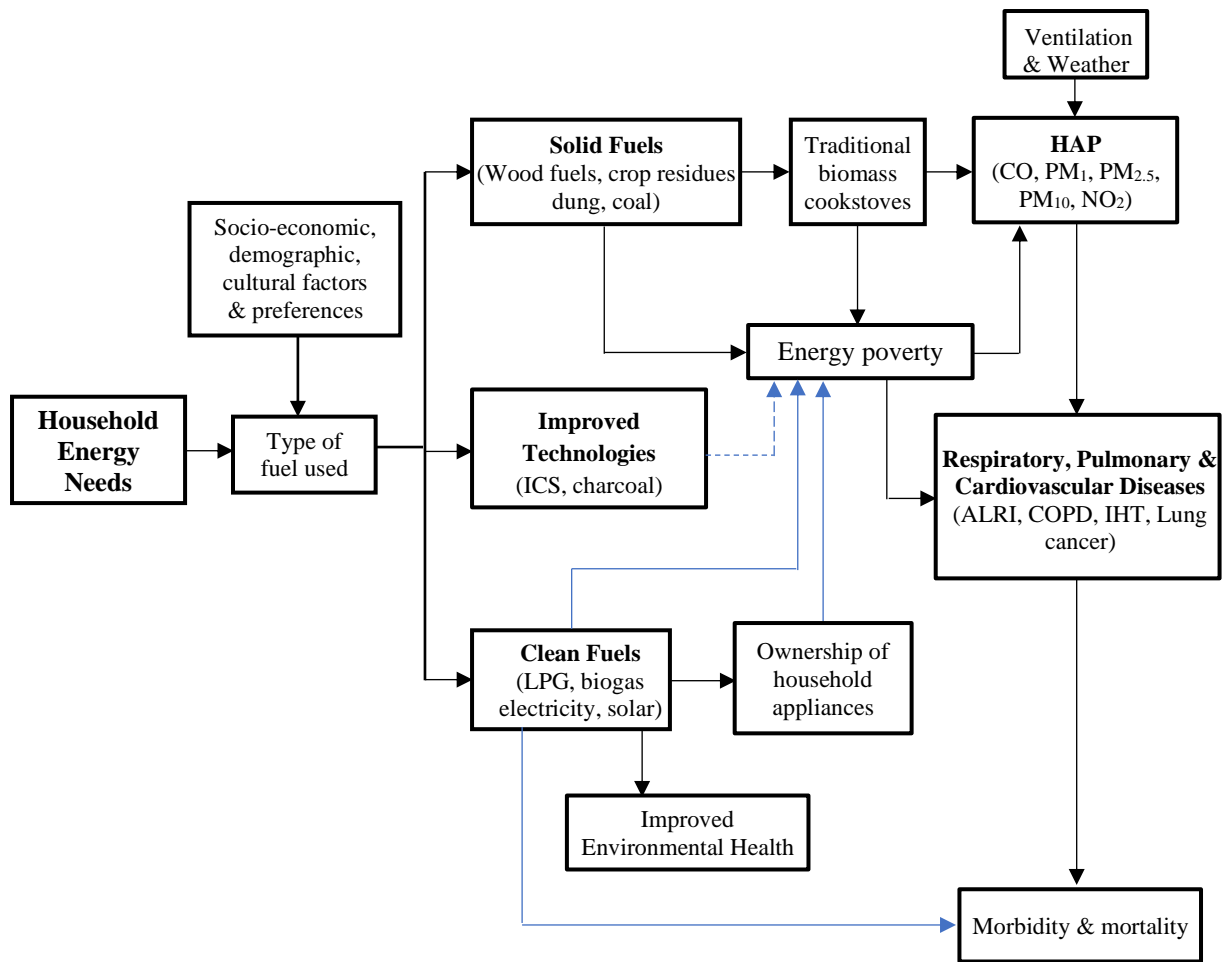 Ventilation
& Weather
Solid Fuels
(Wood fuels, crop residues
dung, coal)
Traditional
biomass
cookstoves
HAP
(CO, PM₁, PM₂.₅,
PM₁₀, NO₂)
Socio-economic,
demographic,
cultural factors
& preferences
Energy poverty
Household
Energy
Needs
Type of
fuel used
Improved
Technologies
(ICS, charcoal)
Respiratory, Pulmonary &
Cardiovascular Diseases
(ALRI, COPD, IHT, Lung
cancer)
Clean Fuels
(LPG, biogas
electricity, solar)
Ownership of
household
appliances
Improved
Environmental Health
Morbidity & mortality